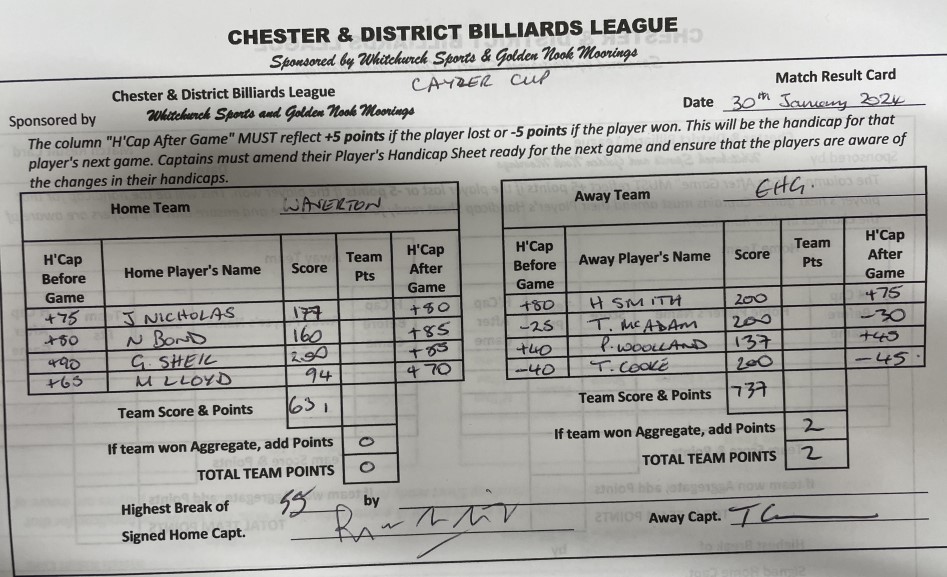 CHESTER & DISTRICT BILLIARDS LEAGUE
Sponsored by Whitchurch Sports & Golden Nook Moorings
CAYZER CUP
Match Result Card
Chester & District Billiards League
Date 30th January 2024
Sponsored by Whitchurch Sports and Golden Nook Moorings
The column "H'Cap After Game" MUST reflect +5 points if the player lost or -5 points if the player won. This will be the handicap for that
player's next game. Captains must amend their Player's Handicap Sheet ready for the next game and ensure that the players are aware of
the changes in their handicaps.
Home Team WAVERTON
H'Cap Before Game Home Player's Name Score Team Pts H'Cap After Game
+75 J NICHOLAS 177 +80
+80 N BOND 160 +85
+90 G. SHEIL 200 +85
+65 M LLOYD 94 +70
Team Score & Points 631
If team won Aggregate, add Points 0
TOTAL TEAM POINTS 0
Away Team EHG.
H'Cap Before Game Away Player's Name Score Team Pts H'Cap After Game
+80 H SMITH 200 +75
-25 T. MCADAM 200 -30
+40 P. WOOLLAND 137 +45
-40 T. COOKE 200 -45
Team Score & Points 737
If team won Aggregate, add Points 2
TOTAL TEAM POINTS 2
Highest Break of 55 by
Signed Home Capt.
Away Capt. TC